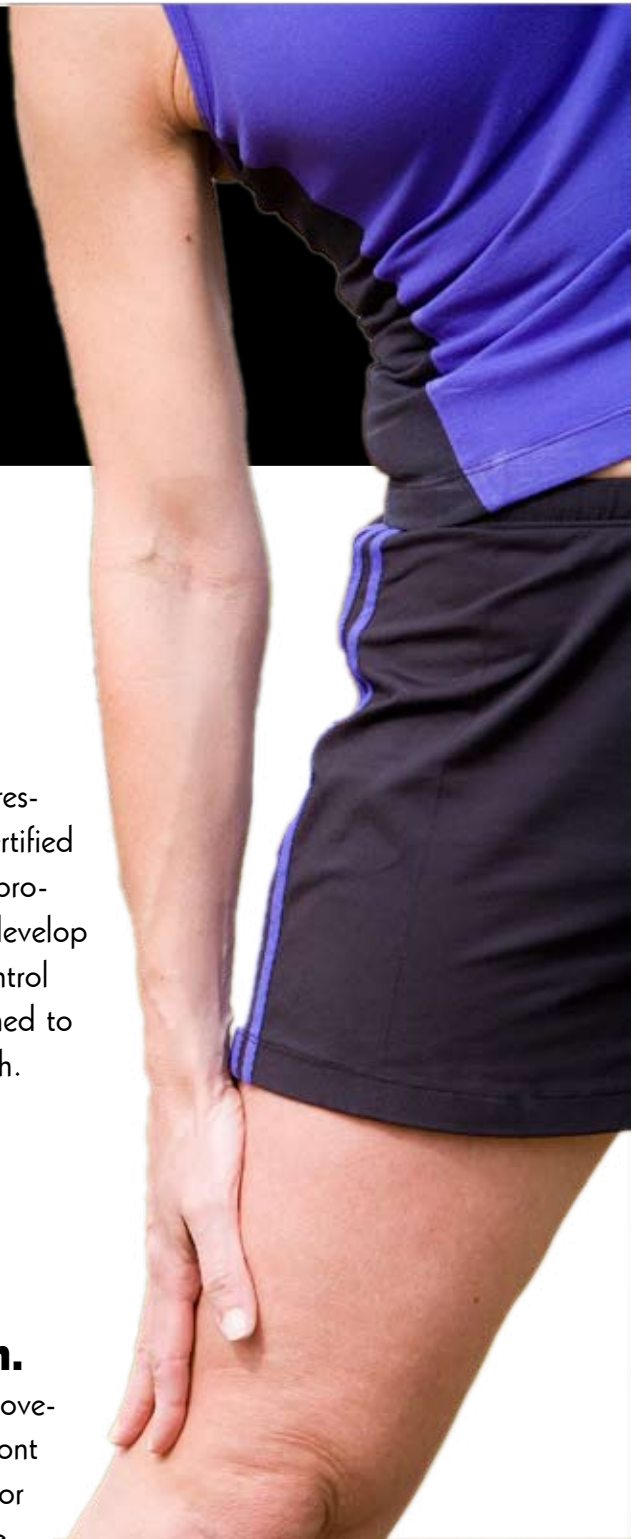 res-
rtified
pro-
develop
ntrol
ned to
h.
n.
ove-
ont
or